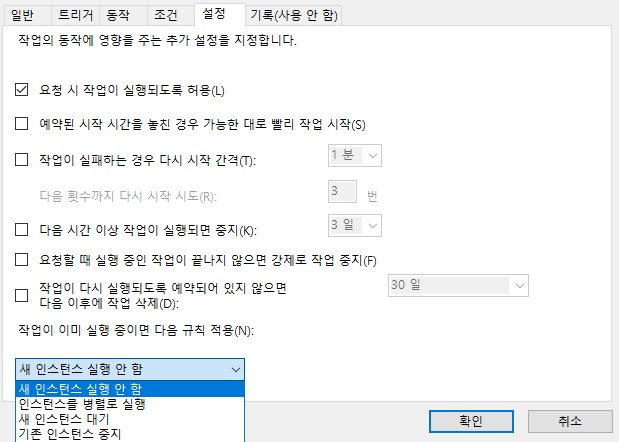 일반 트리거 동작 조건 설정 기록(사용 안 함)
작업의 동작에 영향을 주는 추가 설정을 지정합니다.
요청 시 작업이 실행되도록 허용(L)
예약된 시작 시간을 놓친 경우 가능한 대로 빨리 작업 시작(S)
작업이 실패하는 경우 다시 시작 간격(T): 1 분
다음 횟수까지 다시 시작 시도(R): 3 번
다음 시간 이상 작업이 실행되면 중지(K): 3 일
요청할 때 실행 중인 작업이 끝나지 않으면 강제로 작업 중지(F)
작업이 다시 실행되도록 예약되어 있지 않으면 30 일
다음 이후에 작업 삭제(D):
작업이 이미 실행 중이면 다음 규칙 적용(N):
새 인스턴스 실행 안 함
새 인스턴스 실행 안 함
인스턴스를 병렬로 실행
새 인스턴스 대기
기존 인스턴스 중지
확인 취소